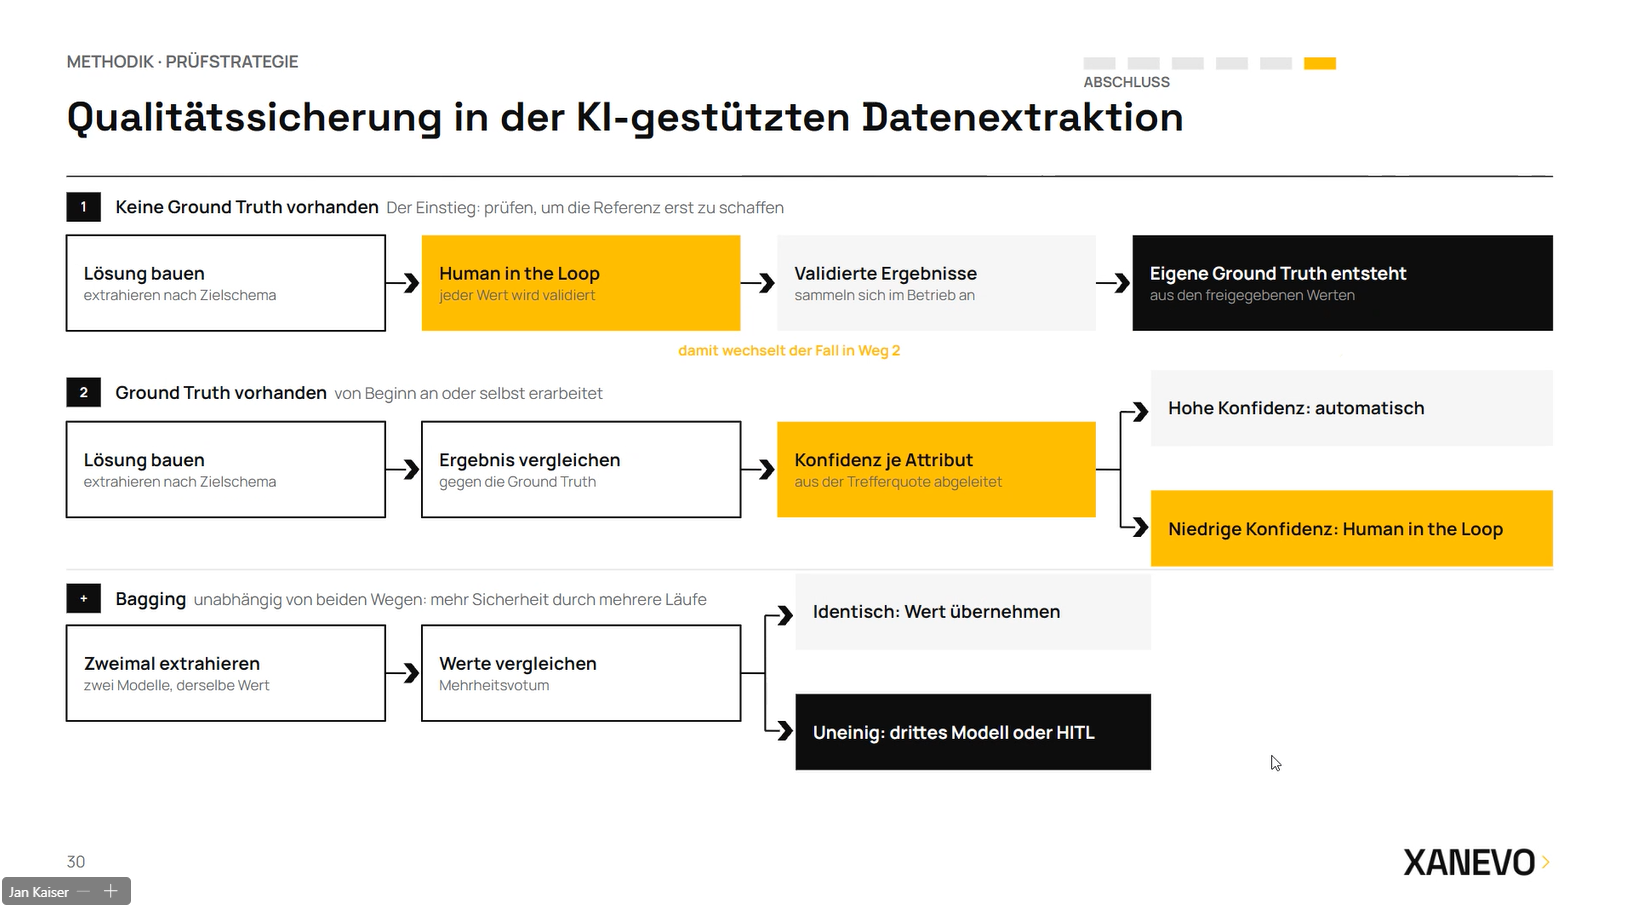 METHODIK · PRÜFSTRATEGIE
ABSCHLUSS
Qualitätssicherung in der KI-gestützten Datenextraktion
1 Keine Ground Truth vorhanden Der Einstieg: prüfen, um die Referenz erst zu schaffen
Lösung bauen
extrahieren nach Zielschema
Human in the Loop
jeder Wert wird validiert
Validierte Ergebnisse
sammeln sich im Betrieb an
Eigene Ground Truth entsteht
aus den freigegebenen Werten
damit wechselt der Fall in Weg 2
2 Ground Truth vorhanden von Beginn an oder selbst erarbeitet
Lösung bauen
extrahieren nach Zielschema
Ergebnis vergleichen
gegen die Ground Truth
Konfidenz je Attribut
aus der Trefferquote abgeleitet
Hohe Konfidenz: automatisch
Niedrige Konfidenz: Human in the Loop
+ Bagging unabhängig von beiden Wegen: mehr Sicherheit durch mehrere Läufe
Zweimal extrahieren
zwei Modelle, derselbe Wert
Werte vergleichen
Mehrheitsvotum
Identisch: Wert übernehmen
Uneinig: drittes Modell oder HITL
30
XANEVO
Jan Kaiser